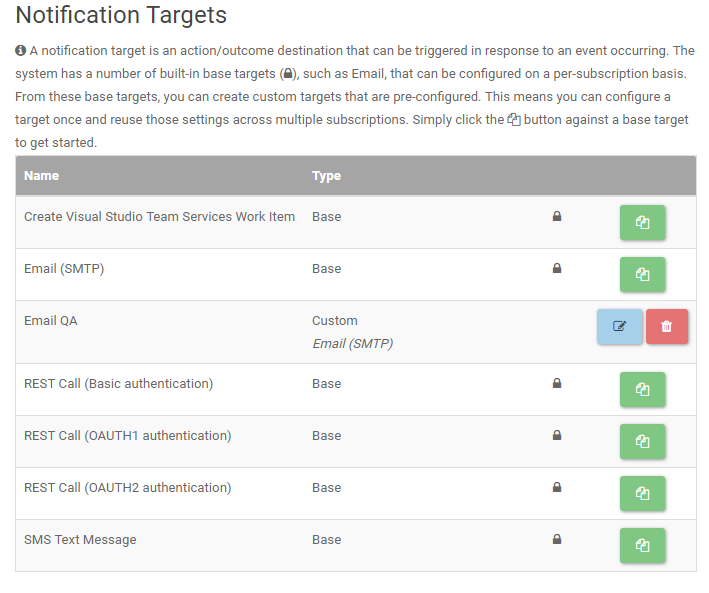 Notification Targets
A notification target is an action/outcome destination that can be triggered in response to an event occurring. The
system has a number of built-in base targets (), such as Email, that can be configured on a per-subscription basis.
From these base targets, you can create custom targets that are pre-configured. This means you can configure a
target once and reuse those settings across multiple subscriptions. Simply click the button against a base target
to get started.
Name Type
Create Visual Studio Team Services Work Item Base
Email (SMTP) Base
Email QA Custom
Email (SMTP)
REST Call (Basic authentication) Base
REST Call (OAUTH1 authentication) Base
REST Call (OAUTH2 authentication) Base
SMS Text Message Base